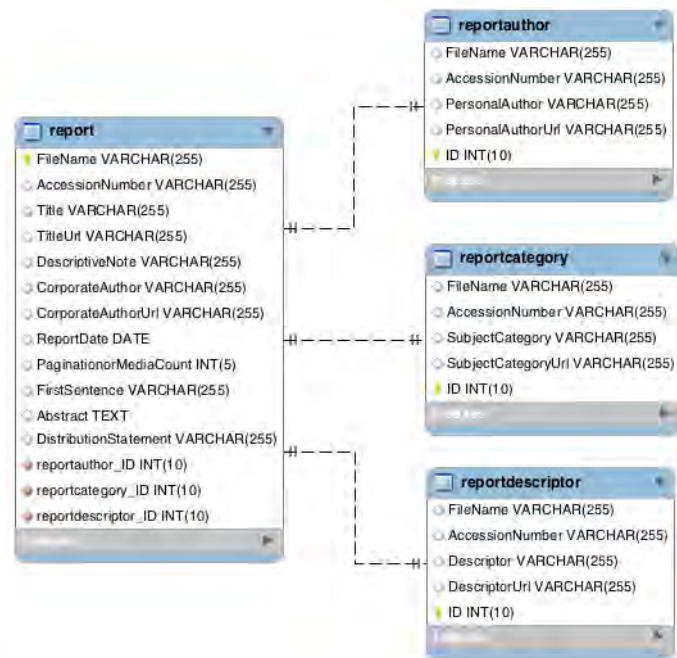 report
FileName VARCHAR(255)
AccessionNumber VARCHAR(255)
Title VARCHAR(255)
TitleUrl VARCHAR(255)
DescriptiveNote VARCHAR(255)
CorporateAuthor VARCHAR(255)
CorporateAuthorUrl VARCHAR(255)
ReportDate DATE
PaginationorMediaCount INT(5)
FirstSentence VARCHAR(255)
Abstract TEXT
DistributionStatement VARCHAR(255)
reportauthor_ID INT(10)
reportcategory_ID INT(10)
reportdescriptor_ID INT(10)
reportauthor
FileName VARCHAR(255)
AccessionNumber VARCHAR(255)
PersonalAuthor VARCHAR(255)
PersonalAuthorUrl VARCHAR(255)
ID INT(10)
reportcategory
FileName VARCHAR(255)
AccessionNumber VARCHAR(255)
SubjectCategory VARCHAR(255)
SubjectCategoryUrl VARCHAR(255)
ID INT(10)
reportdescriptor
FileName VARCHAR(255)
AccessionNumber VARCHAR(255)
Descriptor VARCHAR(255)
DescriptorUrl VARCHAR(255)
ID INT(10)